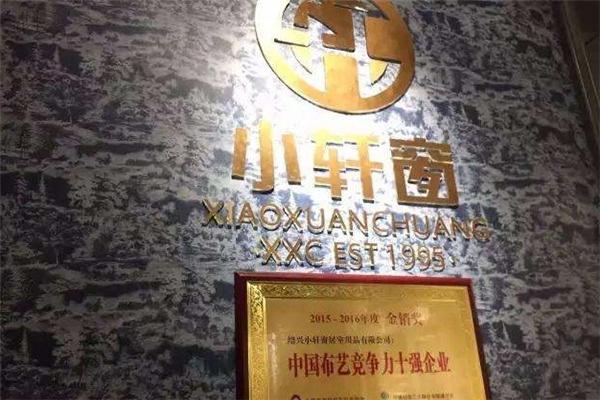 小轩窗
XIAOXUANCHUANG
·XXC EST 1995·
2015-2016年度"金销奖"
绍兴小轩窗居室用品有限公司:
中国布艺竞争力十强企业